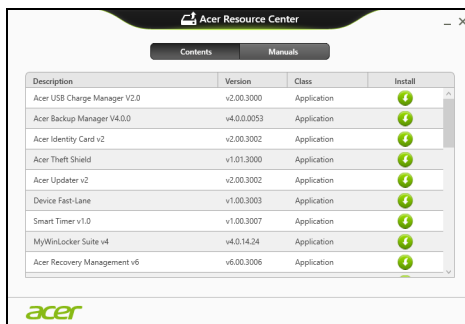 Acer Resource Center
Contents Manuals
Description Version Class Install
Acer USB Charge Manager V2.0 v2.00.3000 Application
Acer Backup Manager V4.0.0 v4.0.0.0053 Application
Acer Identity Card v2 v2.00.3002 Application
Acer Theft Shield v1.01.3000 Application
Acer Updater v2 v2.00.3002 Application
Device Fast-Lane v1.00.3003 Application
Smart Timer v1.0 v1.00.3007 Application
MyWinLocker Suite v4 v4.0.14.24 Application
Acer Recovery Management v6 v6.00.3006 Application
acer